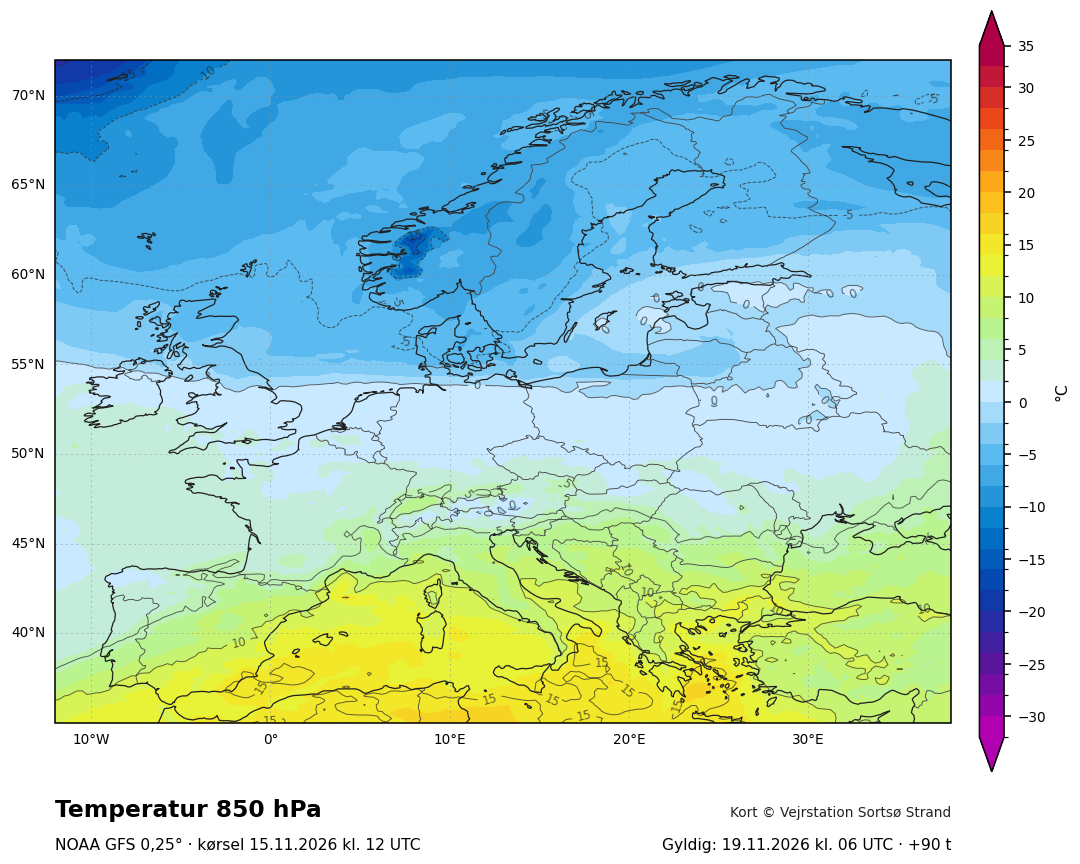 70°N
65°N
60°N
55°N
50°N
45°N
40°N
10°W
0°
10°E
20°E
30°E
35
30
25
20
15
10
5
0
−5
−10
−15
−20
−25
−30
°C
Temperatur 850 hPa
Kort © Vejrstation Sortsø Strand
NOAA GFS 0,25° · kørsel 15.11.2026 kl. 12 UTC
Gyldig: 19.11.2026 kl. 06 UTC · +90 t